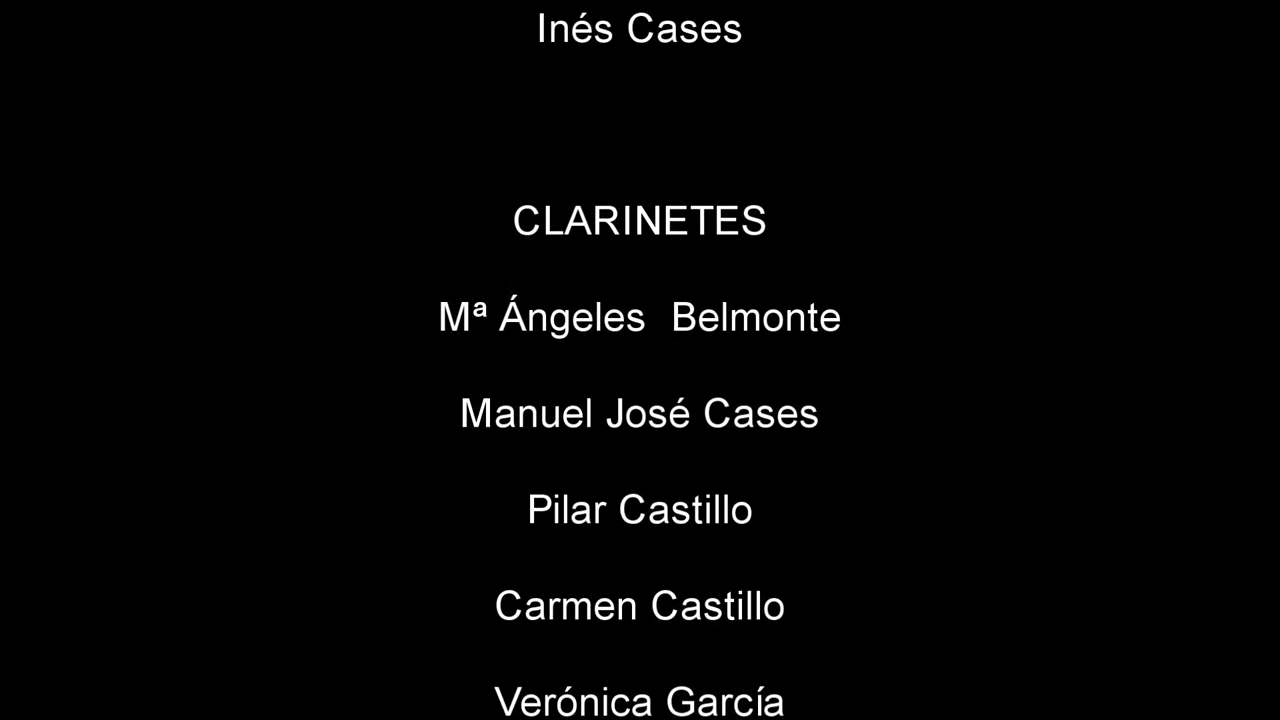 Inés Cases
CLARINETES
Mª Ángeles  Belmonte
Manuel José Cases
Pilar Castillo
Carmen Castillo
Verónica García